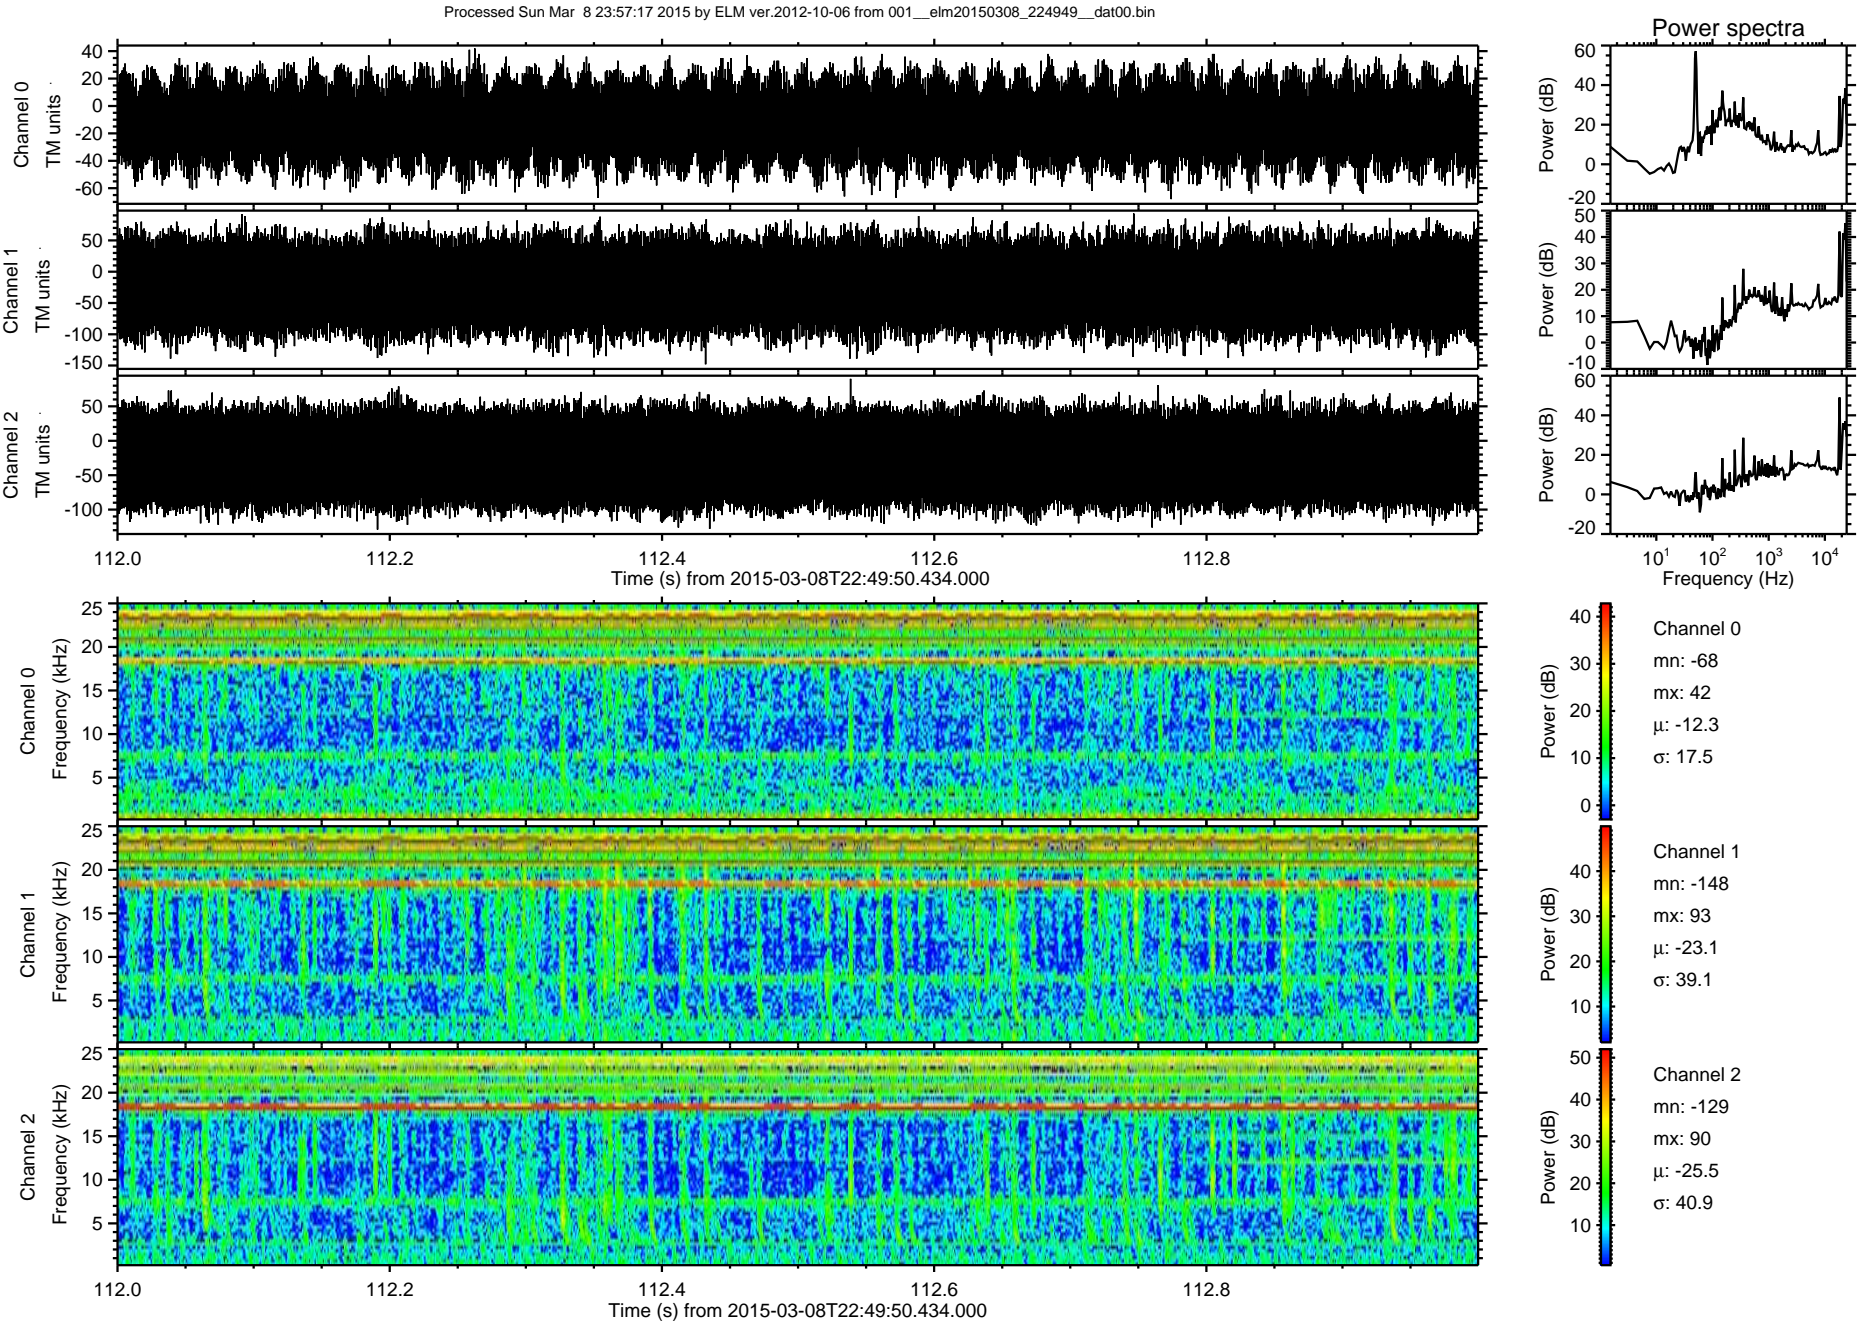 Processed Sun Mar  8 23:57:17 2015 by ELM ver.2012-10-06 from 001__elm20150308_224949__dat00.bin
Power spectra
Channel 0
TM units
40
20
0
-20
-40
-60
Power (dB)
60
40
20
0
-20
Channel 1
TM units
50
0
-50
-100
-150
Power (dB)
50
40
30
20
10
0
-10
Channel 2
TM units
50
0
-50
-100
Power (dB)
60
40
20
0
-20
112.0 112.2 112.4 112.6 112.8
Time (s) from 2015-03-08T22:49:50.434.000
10^1 10^2 10^3 10^4
Frequency (Hz)
Channel 0
Frequency (kHz)
25
20
15
10
5
Power (dB)
40
30
20
10
0
Channel 0
mn: -68
mx: 42
μ: -12.3
σ: 17.5
Channel 1
Frequency (kHz)
25
20
15
10
5
Power (dB)
40
30
20
10
Channel 1
mn: -148
mx: 93
μ: -23.1
σ: 39.1
Channel 2
Frequency (kHz)
25
20
15
10
5
Power (dB)
50
40
30
20
10
Channel 2
mn: -129
mx: 90
μ: -25.5
σ: 40.9
112.0 112.2 112.4 112.6 112.8
Time (s) from 2015-03-08T22:49:50.434.000